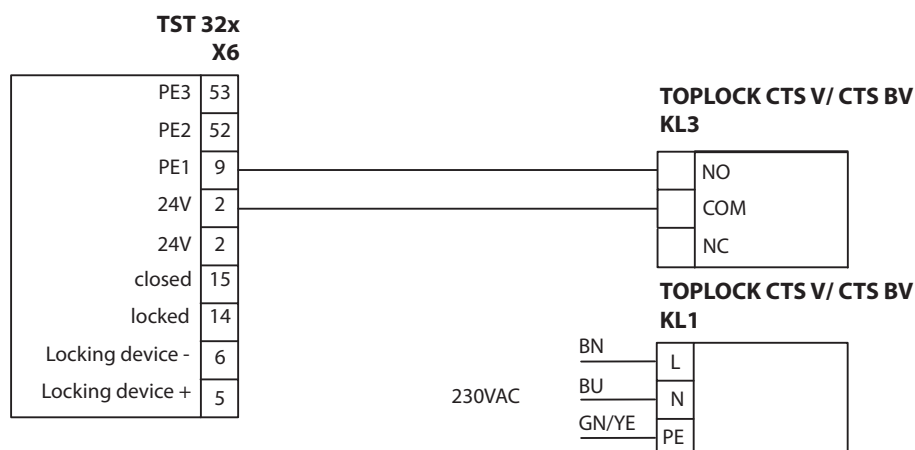 TST 32x
X6
PE3 53
PE2 52
PE1 9
24V 2
24V 2
closed 15
locked 14
Locking device - 6
Locking device + 5
TOPLOCK CTS V/ CTS BV
KL3
NO
COM
NC
TOPLOCK CTS V/ CTS BV
KL1
230VAC
BN L
BU N
GN/YE PE